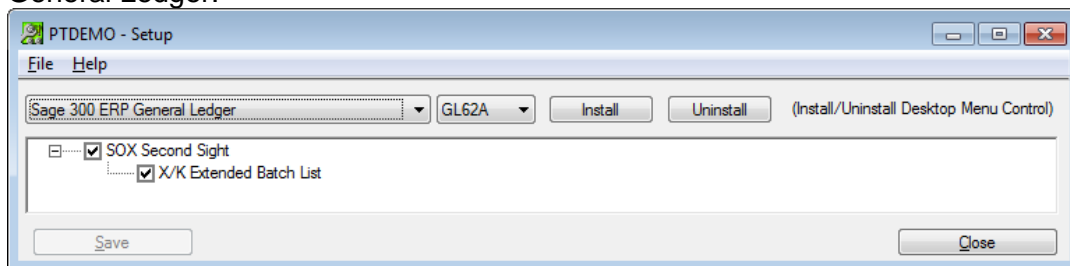 General Ledger.
PTDEMO - Setup
File Help
Sage 300 ERP General Ledger GL62A Install Uninstall (Install/Uninstall Desktop Menu Control)
SOX Second Sight
X/K Extended Batch List
Save Close